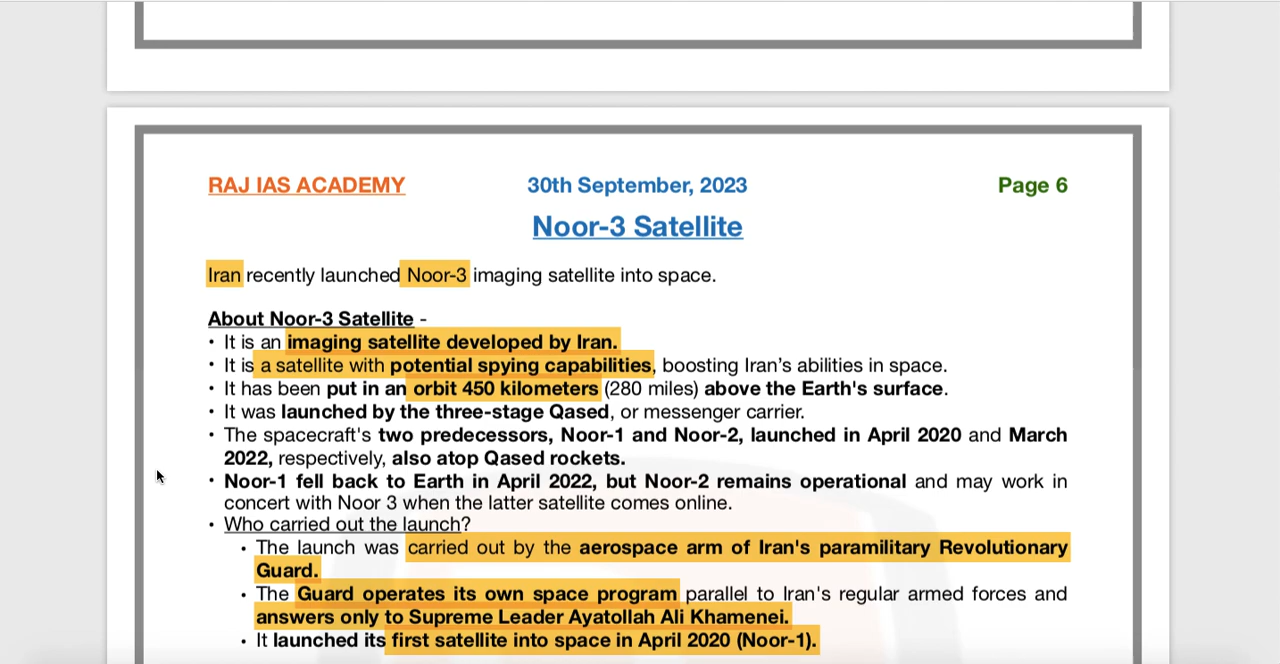 RAJ IAS ACADEMY 30th September, 2023 Page 6
Noor-3 Satellite
Iran recently launched Noor-3 imaging satellite into space.
About Noor-3 Satellite -
• It is an imaging satellite developed by Iran.
• It is a satellite with potential spying capabilities, boosting Iran’s abilities in space.
• It has been put in an orbit 450 kilometers (280 miles) above the Earth's surface.
• It was launched by the three-stage Qased, or messenger carrier.
• The spacecraft's two predecessors, Noor-1 and Noor-2, launched in April 2020 and March
2022, respectively, also atop Qased rockets.
• Noor-1 fell back to Earth in April 2022, but Noor-2 remains operational and may work in
concert with Noor 3 when the latter satellite comes online.
• Who carried out the launch?
• The launch was carried out by the aerospace arm of Iran's paramilitary Revolutionary
Guard.
• The Guard operates its own space program parallel to Iran's regular armed forces and
answers only to Supreme Leader Ayatollah Ali Khamenei.
• It launched its first satellite into space in April 2020 (Noor-1).